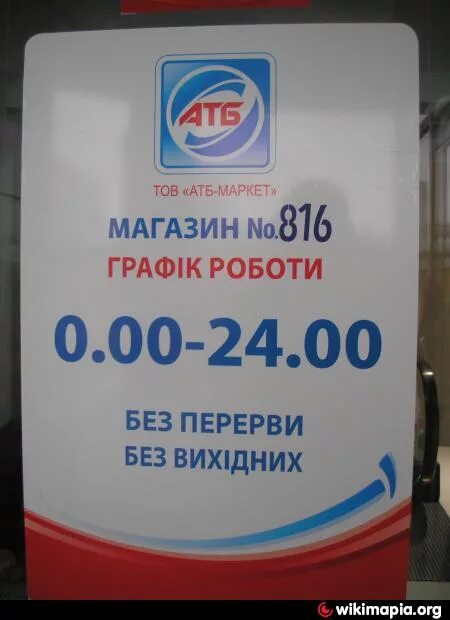 АТБ
ТОВ «АТБ-МАРКЕТ»
МАГАЗИН No.816
ГРАФІК РОБОТИ
0.00-24.00
БЕЗ ПЕРЕРВИ
БЕЗ ВИХІДНИХ
wikimapia.org